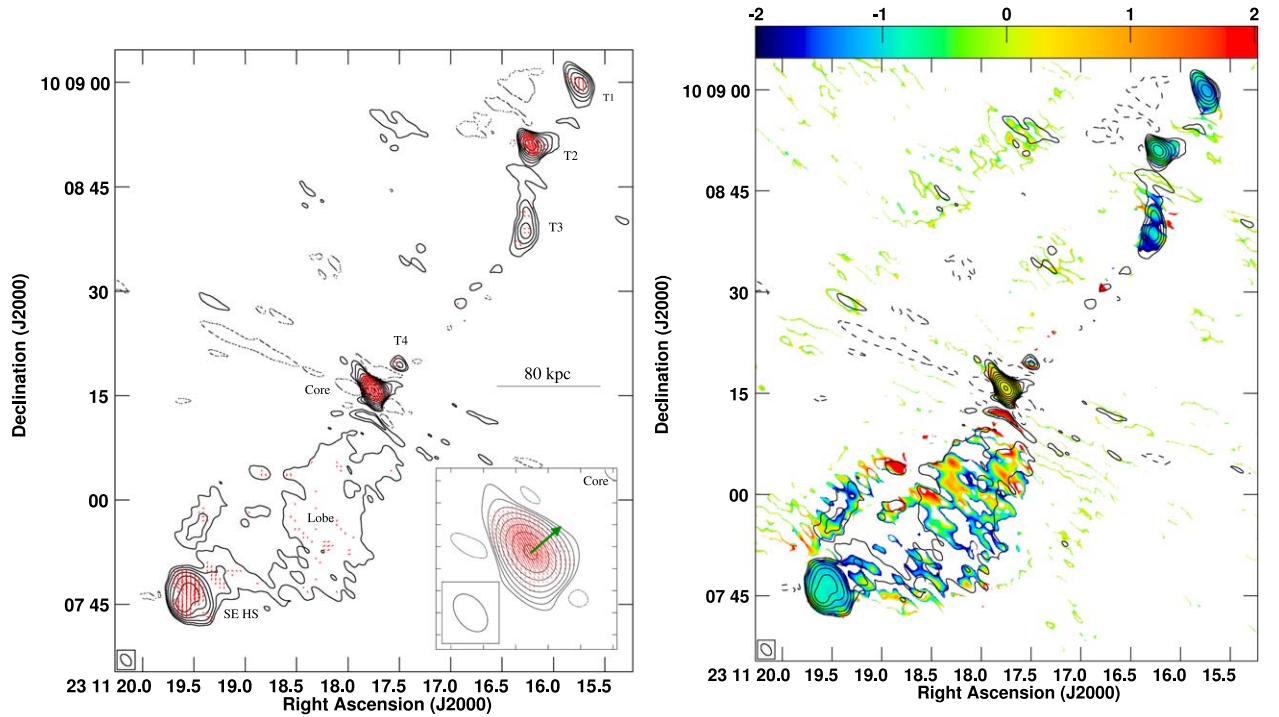 -2 -1 0 1 2
10 09 00
T1
T2
08 45
T3
30
T4
Core
80 kpc
15
Core
00
Lobe
07 45
SE HS
23 11 20.0 19.5 19.0 18.5 18.0 17.5 17.0 16.5 16.0 15.5
Right Ascension (J2000)
Declination (J2000)
10 09 00
08 45
30
15
00
07 45
23 11 20.0 19.5 19.0 18.5 18.0 17.5 17.0 16.5 16.0 15.5
Right Ascension (J2000)
Declination (J2000)